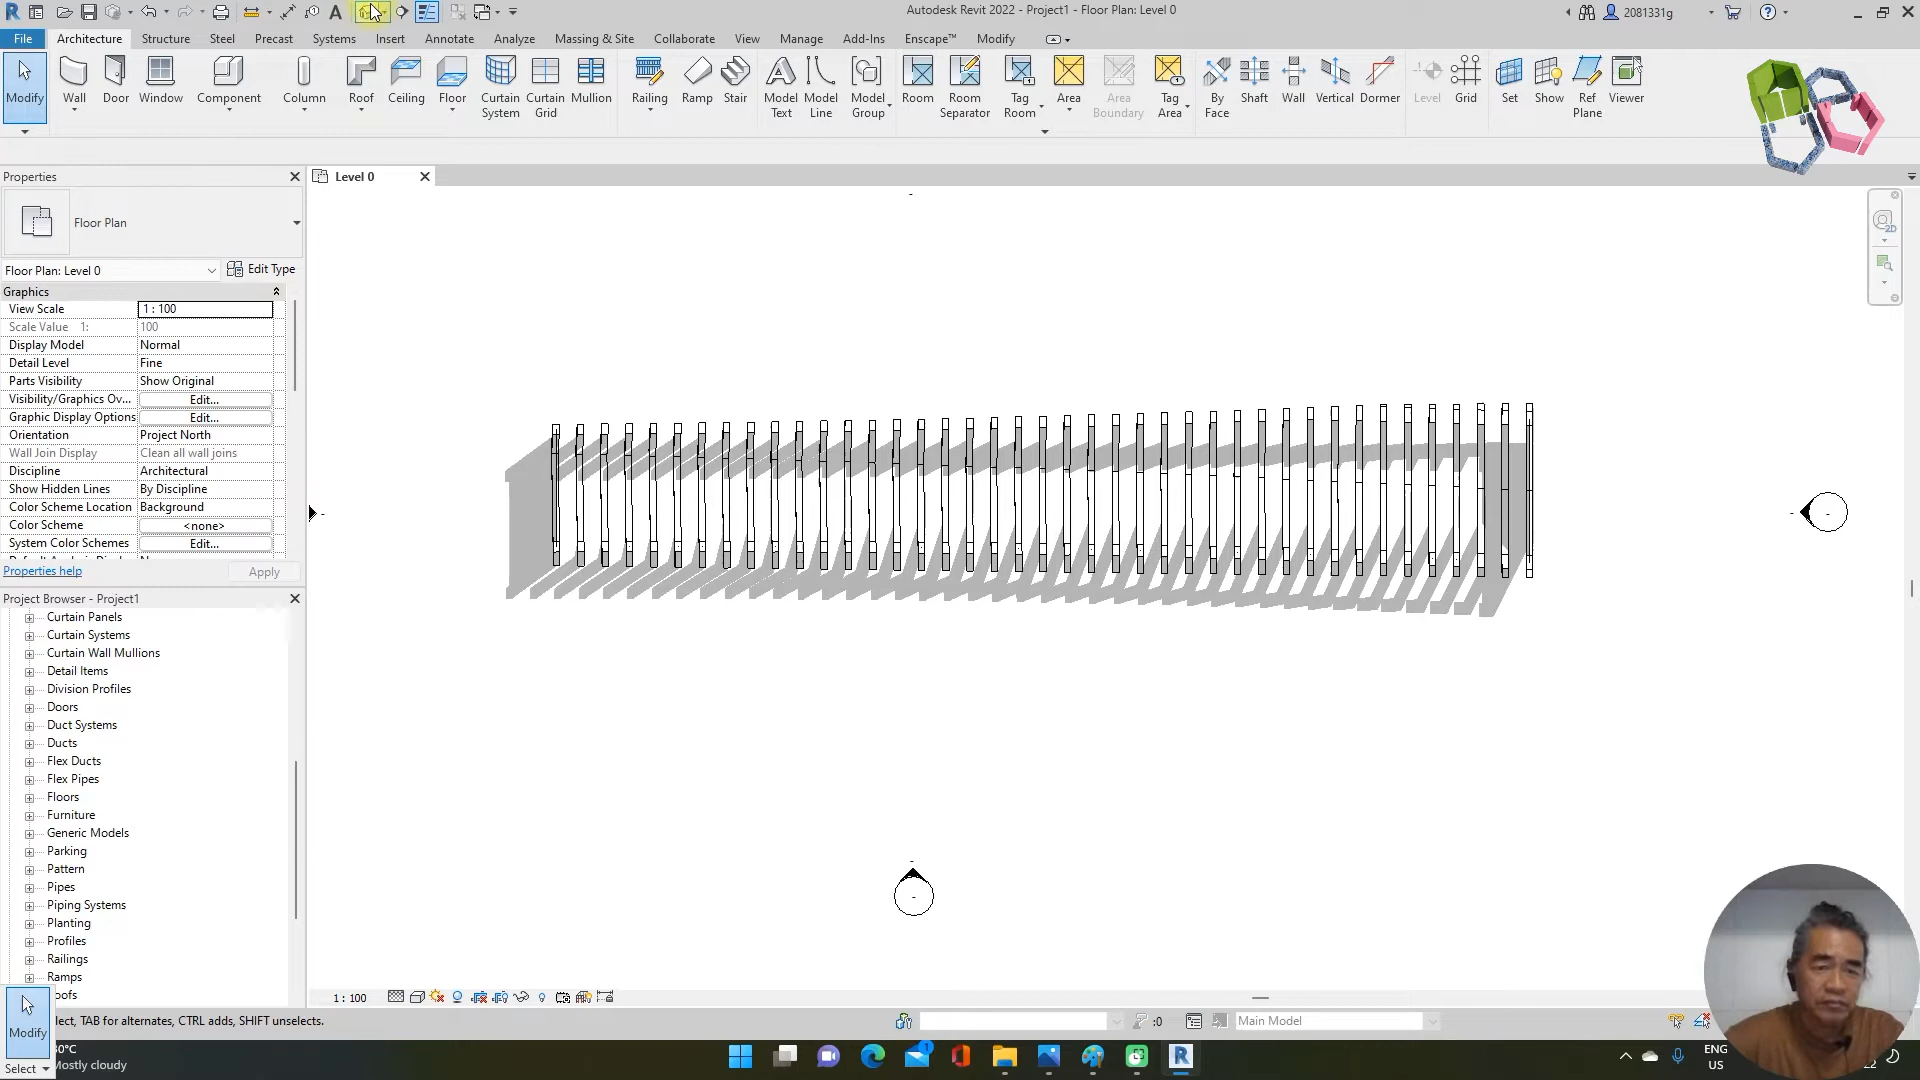 Autodesk Revit 2022 - Project1 - Floor Plan: Level 0
2081331g
File Architecture Structure Steel Precast Systems Insert Annotate Analyze Massing & Site Collaborate View Manage Add-Ins Enscape™ Modify
Modify Wall Door Window Component Column Roof Ceiling Floor Curtain System Curtain Grid Mullion Railing Ramp Stair Model Text Model Line Model Group Room Room Separator Tag Room Area Area Boundary Tag Area By Face Shaft Wall Vertical Dormer Level Grid Set Show Ref Plane Viewer
Properties
Level 0
Floor Plan
Floor Plan: Level 0
Edit Type
Graphics
View Scale 1 : 100
Scale Value 1: 100
Display Model Normal
Detail Level Fine
Parts Visibility Show Original
Visibility/Graphics Ov... Edit...
Graphic Display Options Edit...
Orientation Project North
Wall Join Display Clean all wall joins
Discipline Architectural
Show Hidden Lines By Discipline
Color Scheme Location Background
Color Scheme <none>
System Color Schemes Edit...
Properties help Apply
Project Browser - Project1
Curtain Panels
Curtain Systems
Curtain Wall Mullions
Detail Items
Division Profiles
Doors
Duct Systems
Ducts
Flex Ducts
Flex Pipes
Floors
Furniture
Generic Models
Parking
Pattern
Pipes
Piping Systems
Planting
Profiles
Railings
Ramps
oofs
1 : 100
Modify
Select
lect, TAB for alternates, CTRL adds, SHIFT unselects.
:0
Main Model
30°C
Mostly cloudy
ENG
US